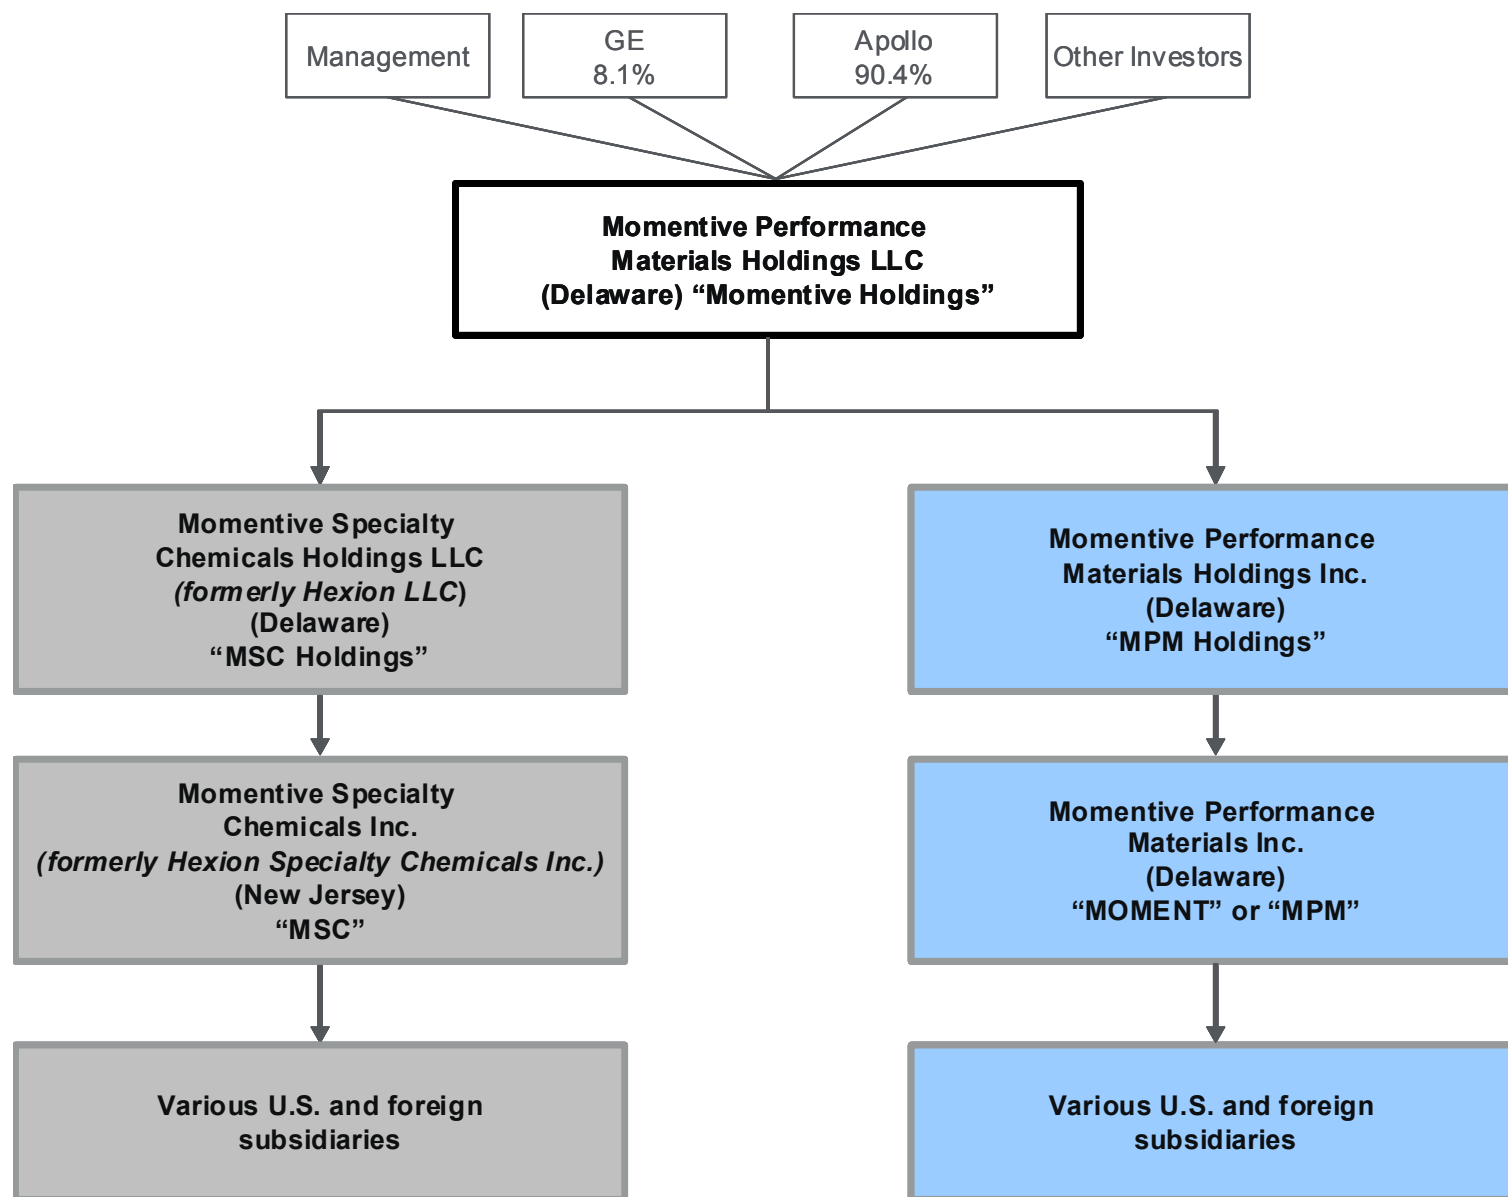 Management
GE
8.1%
Apollo
90.4%
Other Investors
Momentive Performance
Materials Holdings LLC
(Delaware) “Momentive Holdings”
Momentive Specialty
Chemicals Holdings LLC
(formerly Hexion LLC)
(Delaware)
“MSC Holdings”
Momentive Performance
Materials Holdings Inc.
(Delaware)
“MPM Holdings”
Momentive Specialty
Chemicals Inc.
(formerly Hexion Specialty Chemicals Inc.)
(New Jersey)
“MSC”
Momentive Performance
Materials Inc.
(Delaware)
“MOMENT” or “MPM”
Various U.S. and foreign
subsidiaries
Various U.S. and foreign
subsidiaries